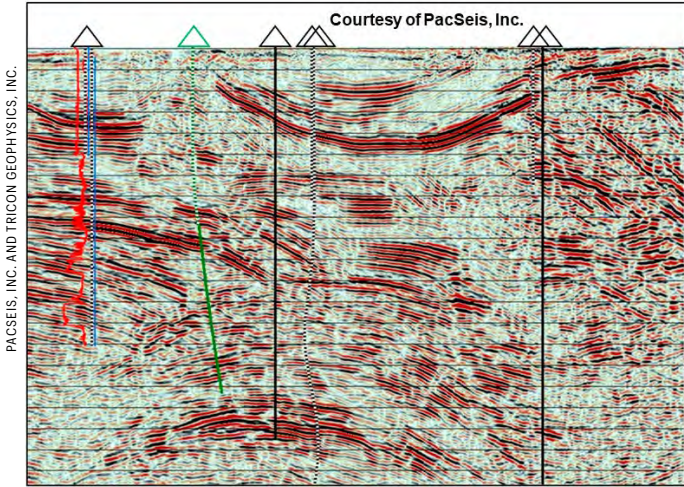 Courtesy of PacSeis, Inc.
PACSEIS, INC. AND TRICON GEOPHYSICS, INC.